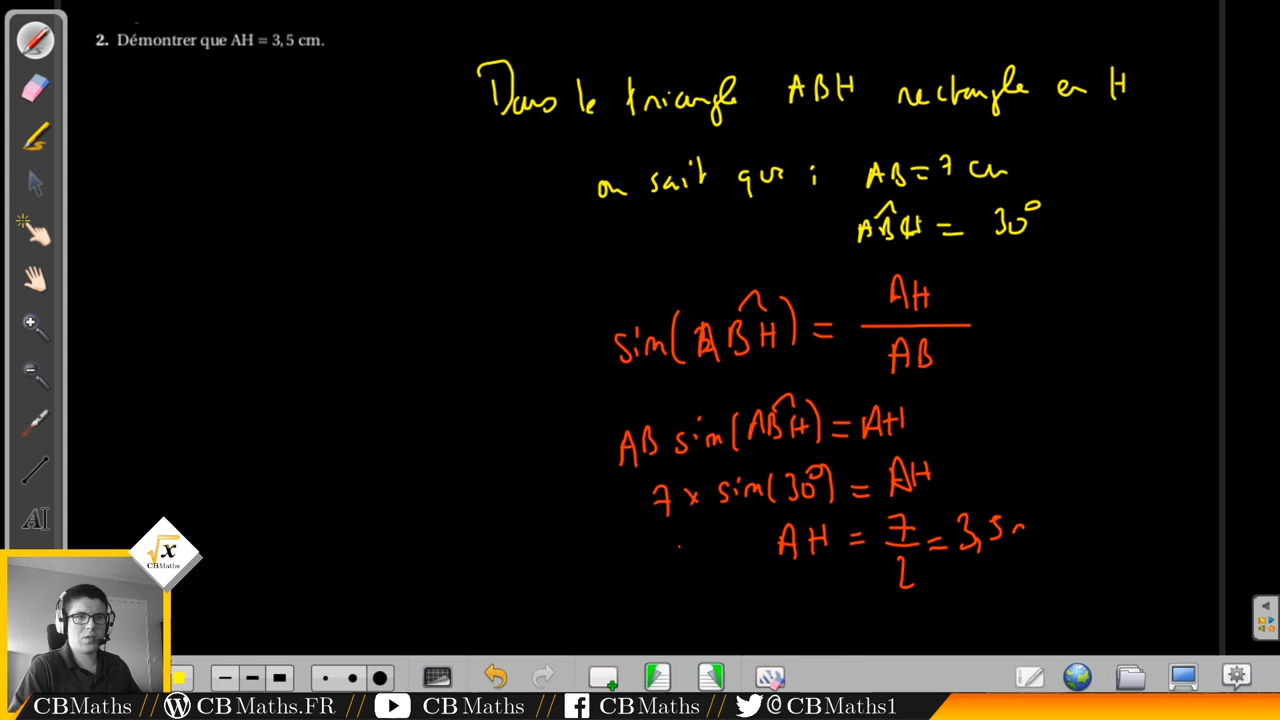 2. Démontrer que AH = 3, 5 cm.
Dans le triangle ABH rectangle en H
on sait que : AB = 7 cm
ABH = 30°
sin(ABH) = AH / AB
AB sin(ABH) = AH
7 × sin(30°) = AH
AH = 7 / 2 = 3,5
AI
√x
CBMaths
CBMaths CBMaths.FR CBMaths CBMaths @CBMaths1